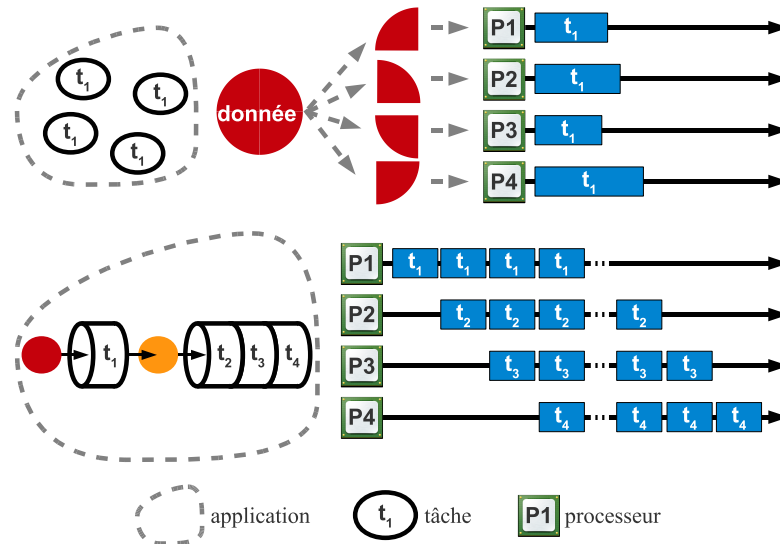 t1
t1
t1
t1
donnée
P1 t1
P2 t1
P3 t1
P4 t1
t1 t2 t3 t4
P1 t1 t1 t1 t1
P2 t2 t2 t2 t2
P3 t3 t3 t3 t3
P4 t4 t4 t4 t4
application t1 tâche P1 processeur